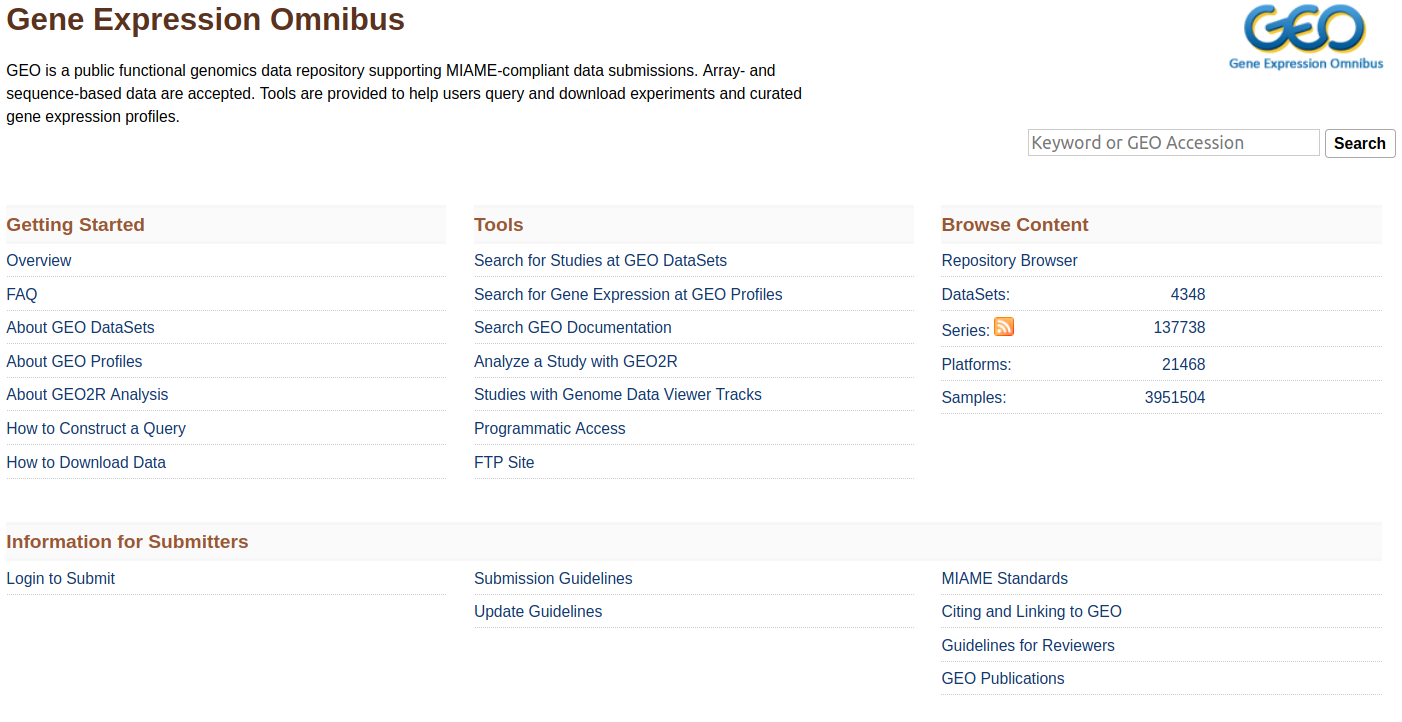 Gene Expression Omnibus
GEO
Gene Expression Omnibus
GEO is a public functional genomics data repository supporting MIAME-compliant data submissions. Array- and
sequence-based data are accepted. Tools are provided to help users query and download experiments and curated
gene expression profiles.
Keyword or GEO Accession Search
Getting Started
Overview
FAQ
About GEO DataSets
About GEO Profiles
About GEO2R Analysis
How to Construct a Query
How to Download Data
Tools
Search for Studies at GEO DataSets
Search for Gene Expression at GEO Profiles
Search GEO Documentation
Analyze a Study with GEO2R
Studies with Genome Data Viewer Tracks
Programmatic Access
FTP Site
Browse Content
Repository Browser
DataSets: 4348
Series: 137738
Platforms: 21468
Samples: 3951504
Information for Submitters
Login to Submit
Submission Guidelines
Update Guidelines
MIAME Standards
Citing and Linking to GEO
Guidelines for Reviewers
GEO Publications